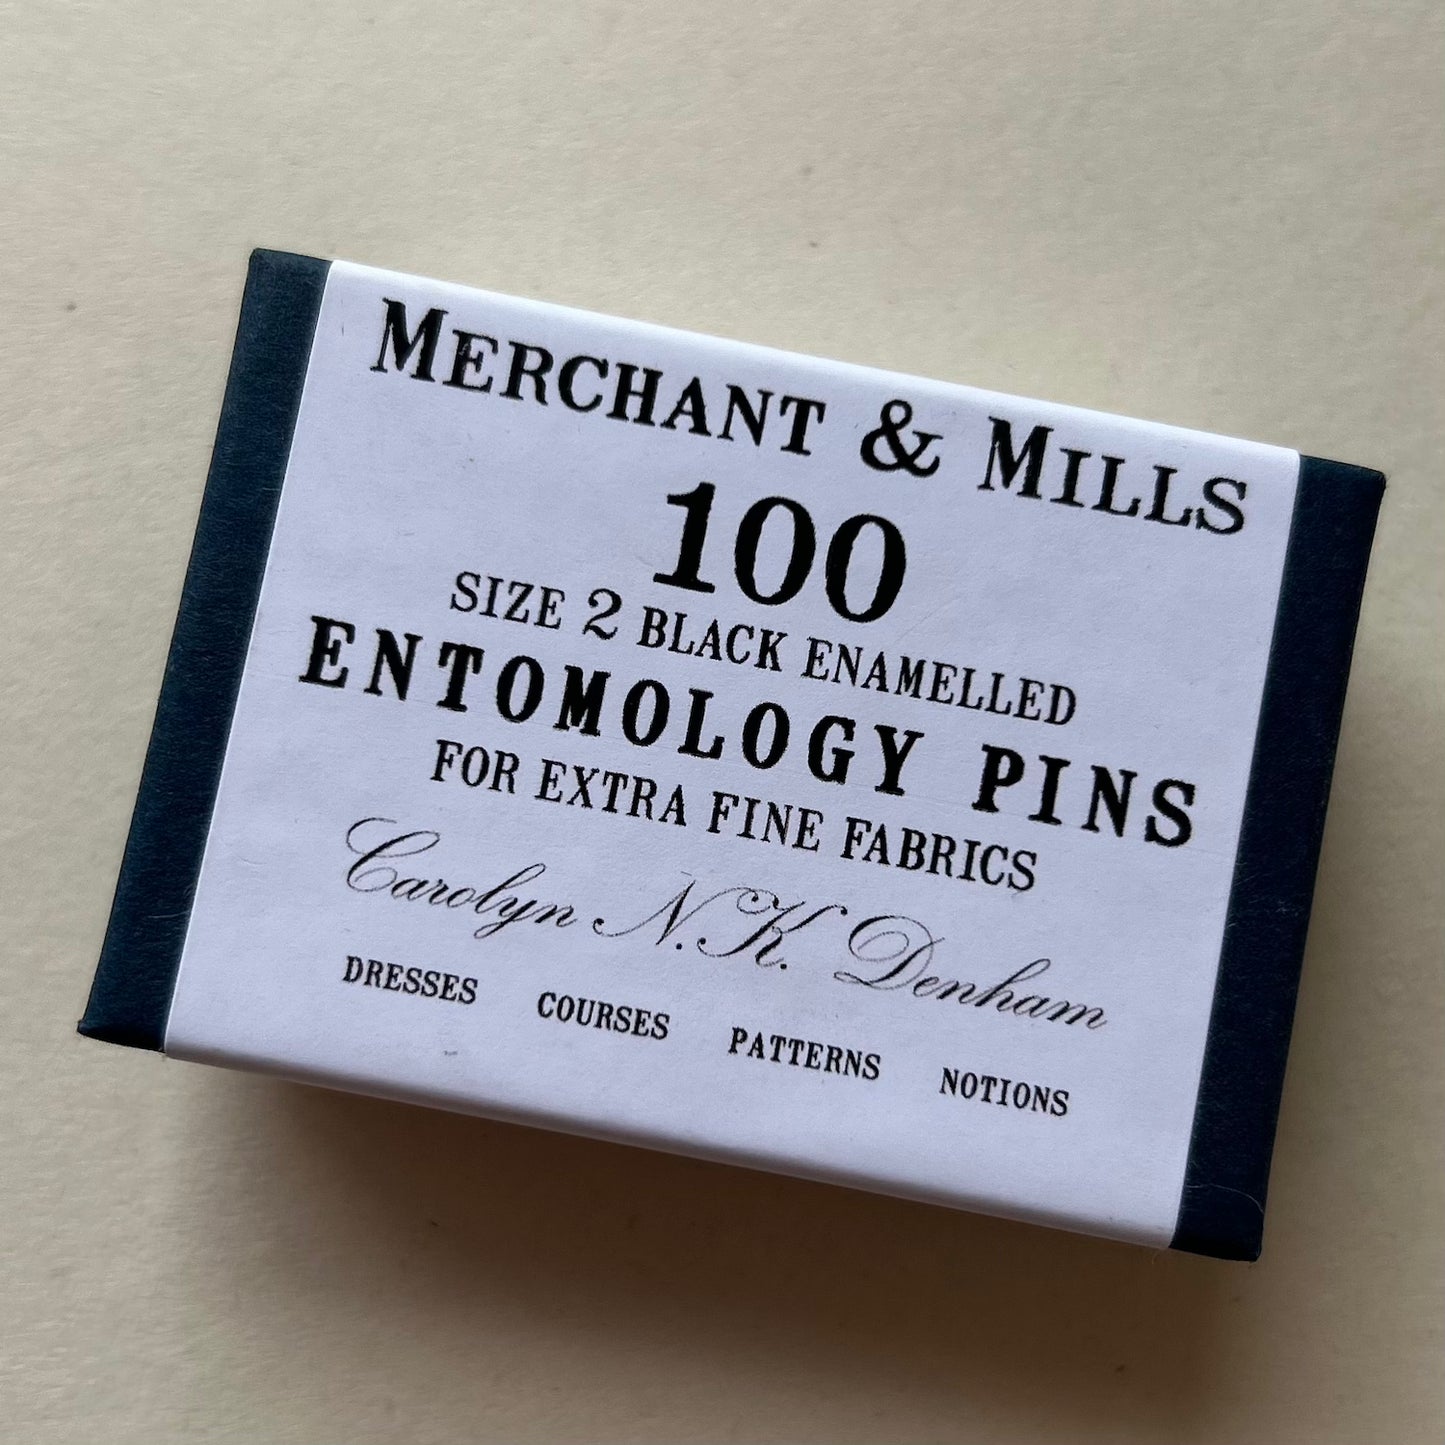 MERCHANT & MILLS
100
SIZE 2 BLACK ENAMELLED
ENTOMOLOGY PINS
FOR EXTRA FINE FABRICS
Carolyn N.K. Denham
DRESSES COURSES PATTERNS NOTIONS